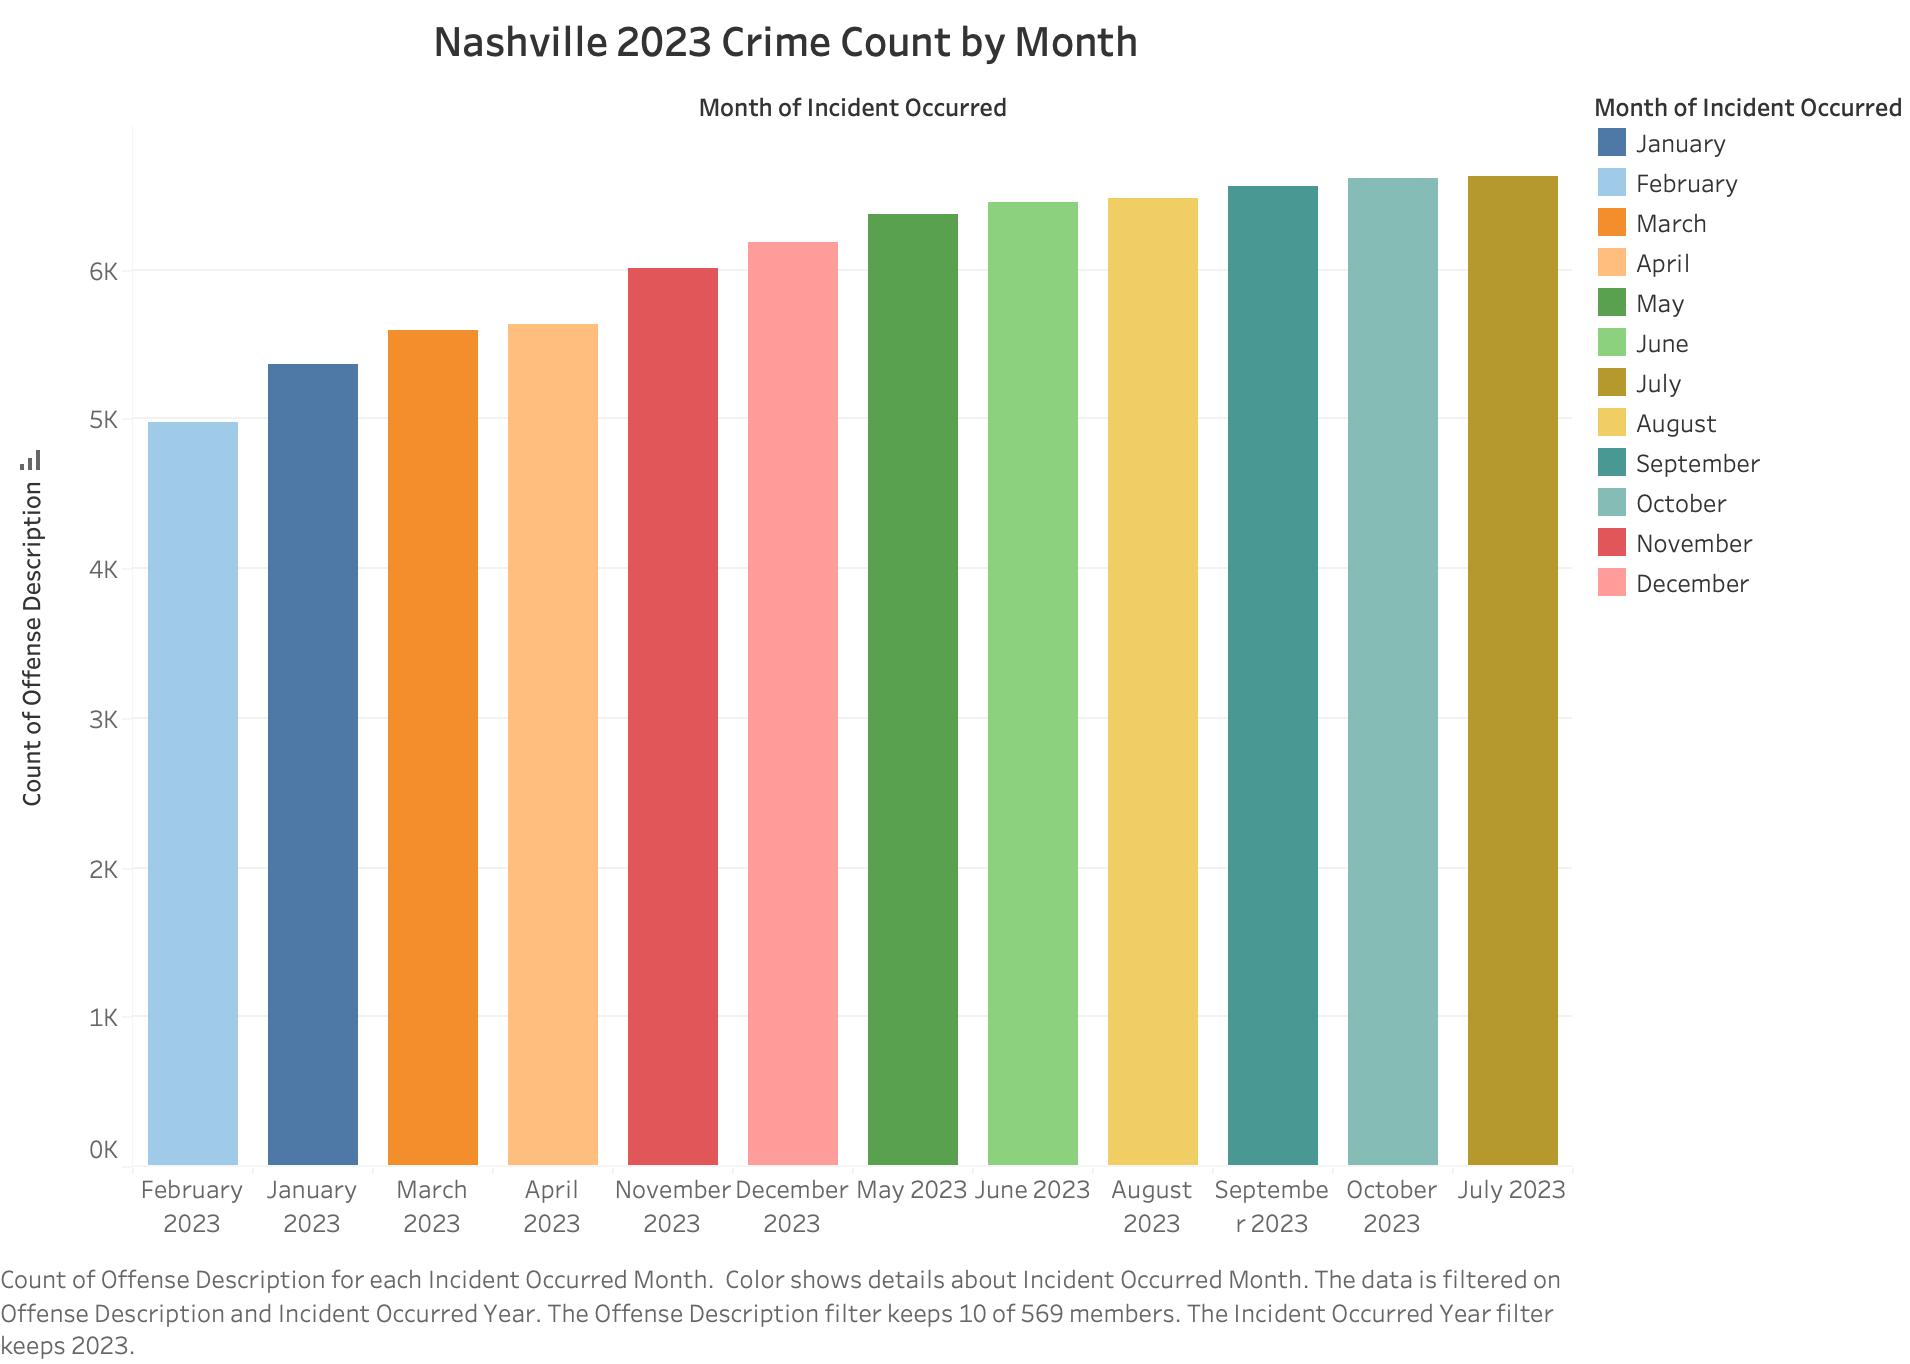 Nashville 2023 Crime Count by Month
Month of Incident Occurred
Month of Incident Occurred
January
February
March
April
May
June
July
August
September
October
November
December
Count of Offense Description
6K
5K
4K
3K
2K
1K
0K
February
2023
January
2023
March
2023
April
2023
November
2023
December
2023
May 2023
June 2023
August
2023
Septembe
r 2023
October
2023
July 2023
Count of Offense Description for each Incident Occurred Month.  Color shows details about Incident Occurred Month. The data is filtered on
Offense Description and Incident Occurred Year. The Offense Description filter keeps 10 of 569 members. The Incident Occurred Year filter
keeps 2023.